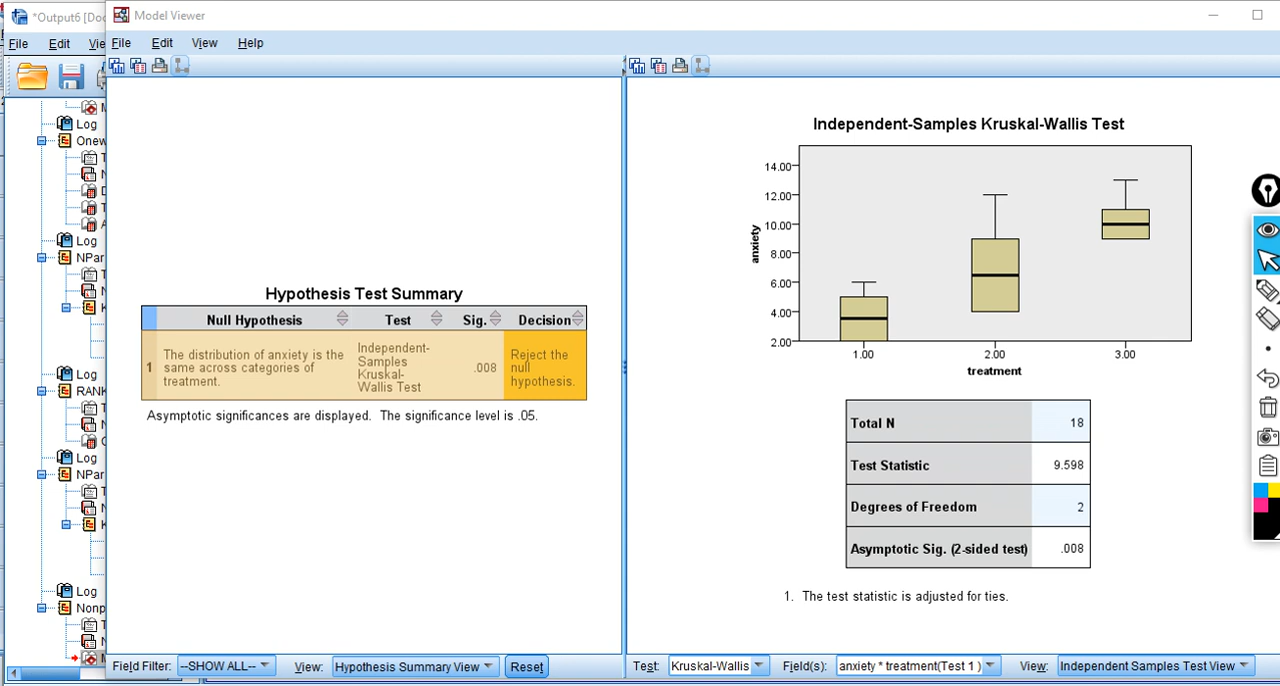 *Output6 [Do
Model Viewer
File Edit
File Edit View Help
Log
Onew
Log
NPar
Log
RANK
Log
NPar
Log
Nonp
Hypothesis Test Summary
Null Hypothesis Test Sig. Decision
1 The distribution of anxiety is the same across categories of treatment. Independent-Samples Kruskal-Wallis Test .008 Reject the null hypothesis.
Asymptotic significances are displayed. The significance level is .05.
Field Filter: --SHOW ALL-- View: Hypothesis Summary View Reset
Independent-Samples Kruskal-Wallis Test
14.00
12.00
10.00
8.00
6.00
4.00
2.00
anxiety
1.00 2.00 3.00
treatment
Total N 18
Test Statistic 9.598
Degrees of Freedom 2
Asymptotic Sig. (2-sided test) .008
1. The test statistic is adjusted for ties.
Test: Kruskal-Wallis Field(s): anxiety * treatment(Test 1 ) View: Independent Samples Test View